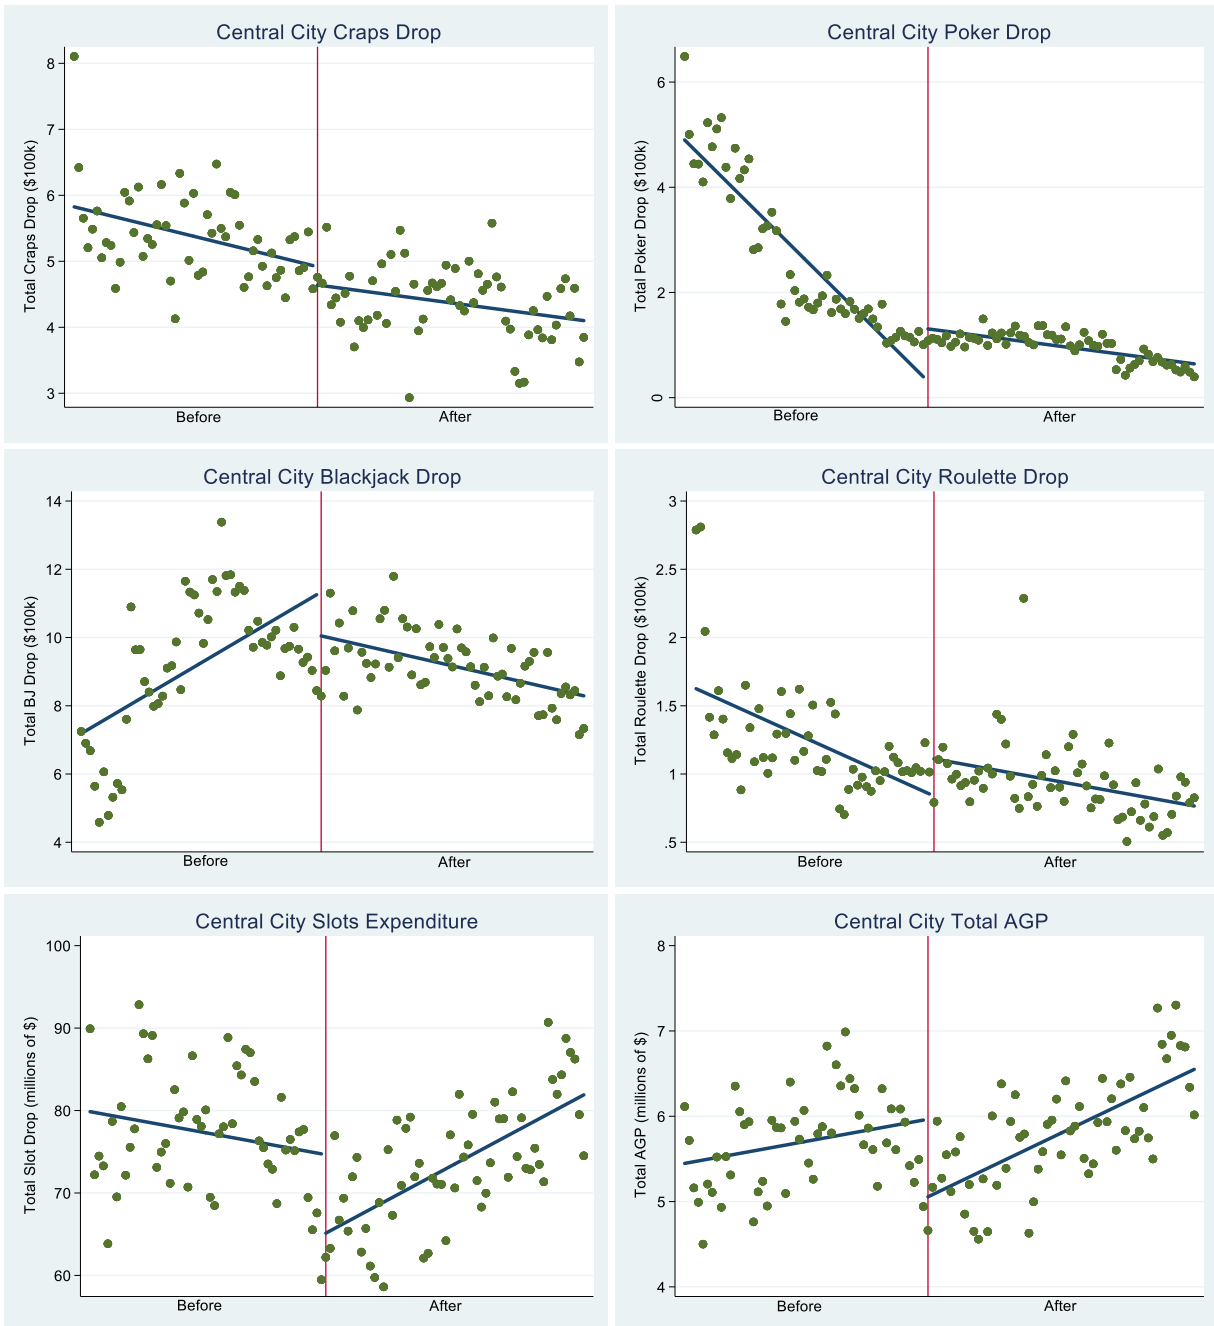 Central City Craps Drop
Total Craps Drop ($100k)
8
7
6
5
4
3
Before After
Central City Poker Drop
Total Poker Drop ($100k)
6
4
2
0
Before After
Central City Blackjack Drop
Total BJ Drop ($100k)
14
12
10
8
6
4
Before After
Central City Roulette Drop
Total Roulette Drop ($100k)
3
2.5
2
1.5
1
.5
Before After
Central City Slots Expenditure
Total Slot Drop (millions of $)
100
90
80
70
60
Before After
Central City Total AGP
Total AGP (millions of $)
8
7
6
5
4
Before After